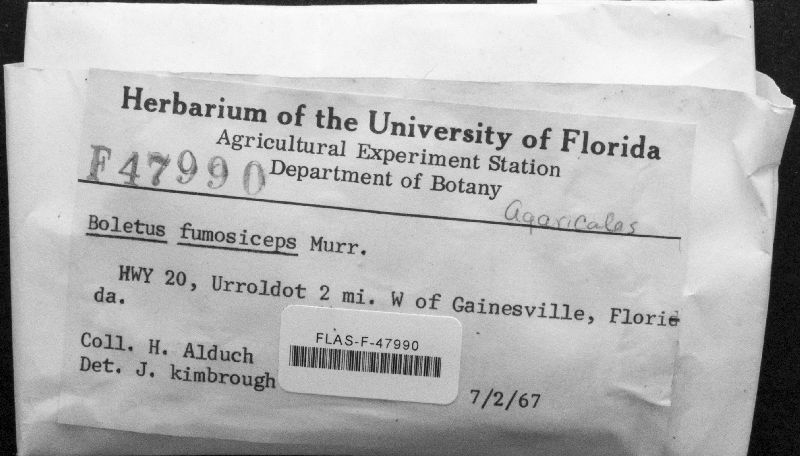 Herbarium of the University of Florida
Agricultural Experiment Station
F47990
Department of Botany
Agaricales
Boletus fumosiceps Murr.
HWY 20, Urroldot 2 mi. W of Gainesville, Florie
da.
FLAS-F-47990
Coll. H. Alduch
Det. J. kimbrough
7/2/67